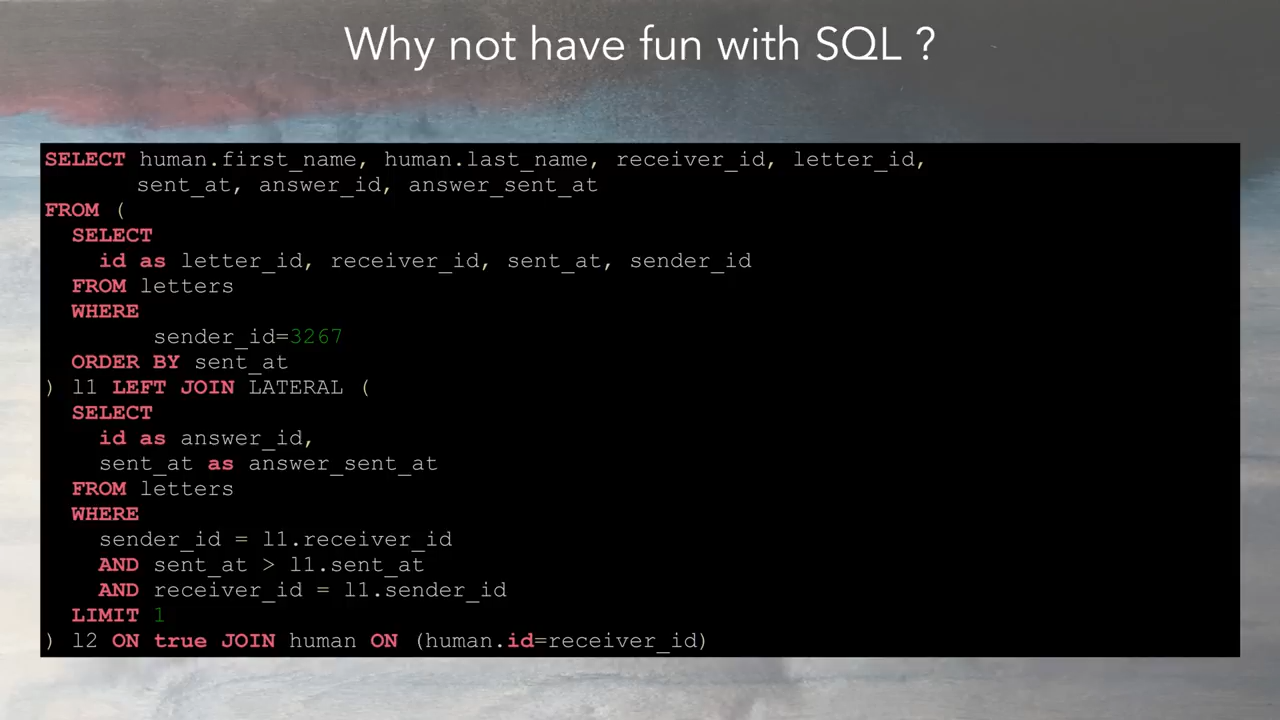 Why not have fun with SQL ?
SELECT human.first_name, human.last_name, receiver_id, letter_id,
sent_at, answer_id, answer_sent_at
FROM (
SELECT
id as letter_id, receiver_id, sent_at, sender_id
FROM letters
WHERE
sender_id=3267
ORDER BY sent_at
) l1 LEFT JOIN LATERAL (
SELECT
id as answer_id,
sent_at as answer_sent_at
FROM letters
WHERE
sender_id = l1.receiver_id
AND sent_at > l1.sent_at
AND receiver_id = l1.sender_id
LIMIT 1
) l2 ON true JOIN human ON (human.id=receiver_id)